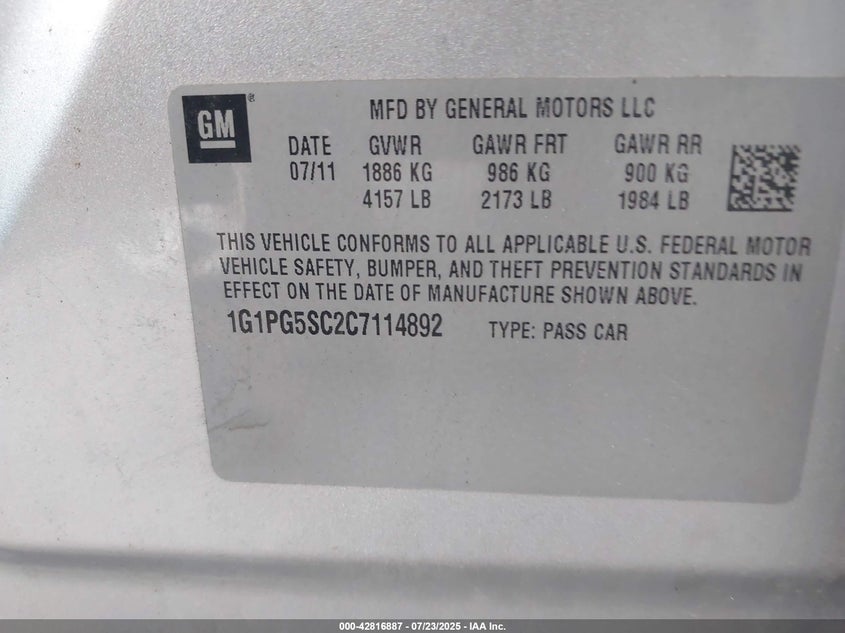 GM ®
MFD BY GENERAL MOTORS LLC
DATE GVWR GAWR FRT GAWR RR
07/11 1886 KG 986 KG 900 KG
4157 LB 2173 LB 1984 LB
THIS VEHICLE CONFORMS TO ALL APPLICABLE U.S. FEDERAL MOTOR
VEHICLE SAFETY, BUMPER, AND THEFT PREVENTION STANDARDS IN
EFFECT ON THE DATE OF MANUFACTURE SHOWN ABOVE.
1G1PG5SC2C7114892 TYPE: PASS CAR
000-42816887 - 07/23/2025 - IAA Inc.